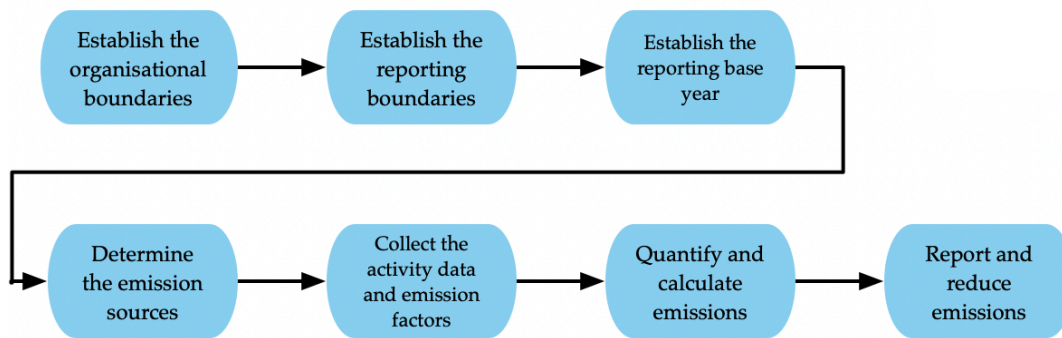 Establish the
organisational
boundaries
Establish the
reporting
boundaries
Establish the
reporting base
year
Determine
the emission
sources
Collect the
activity data
and emission
factors
Quantify and
calculate
emissions
Report and
reduce
emissions